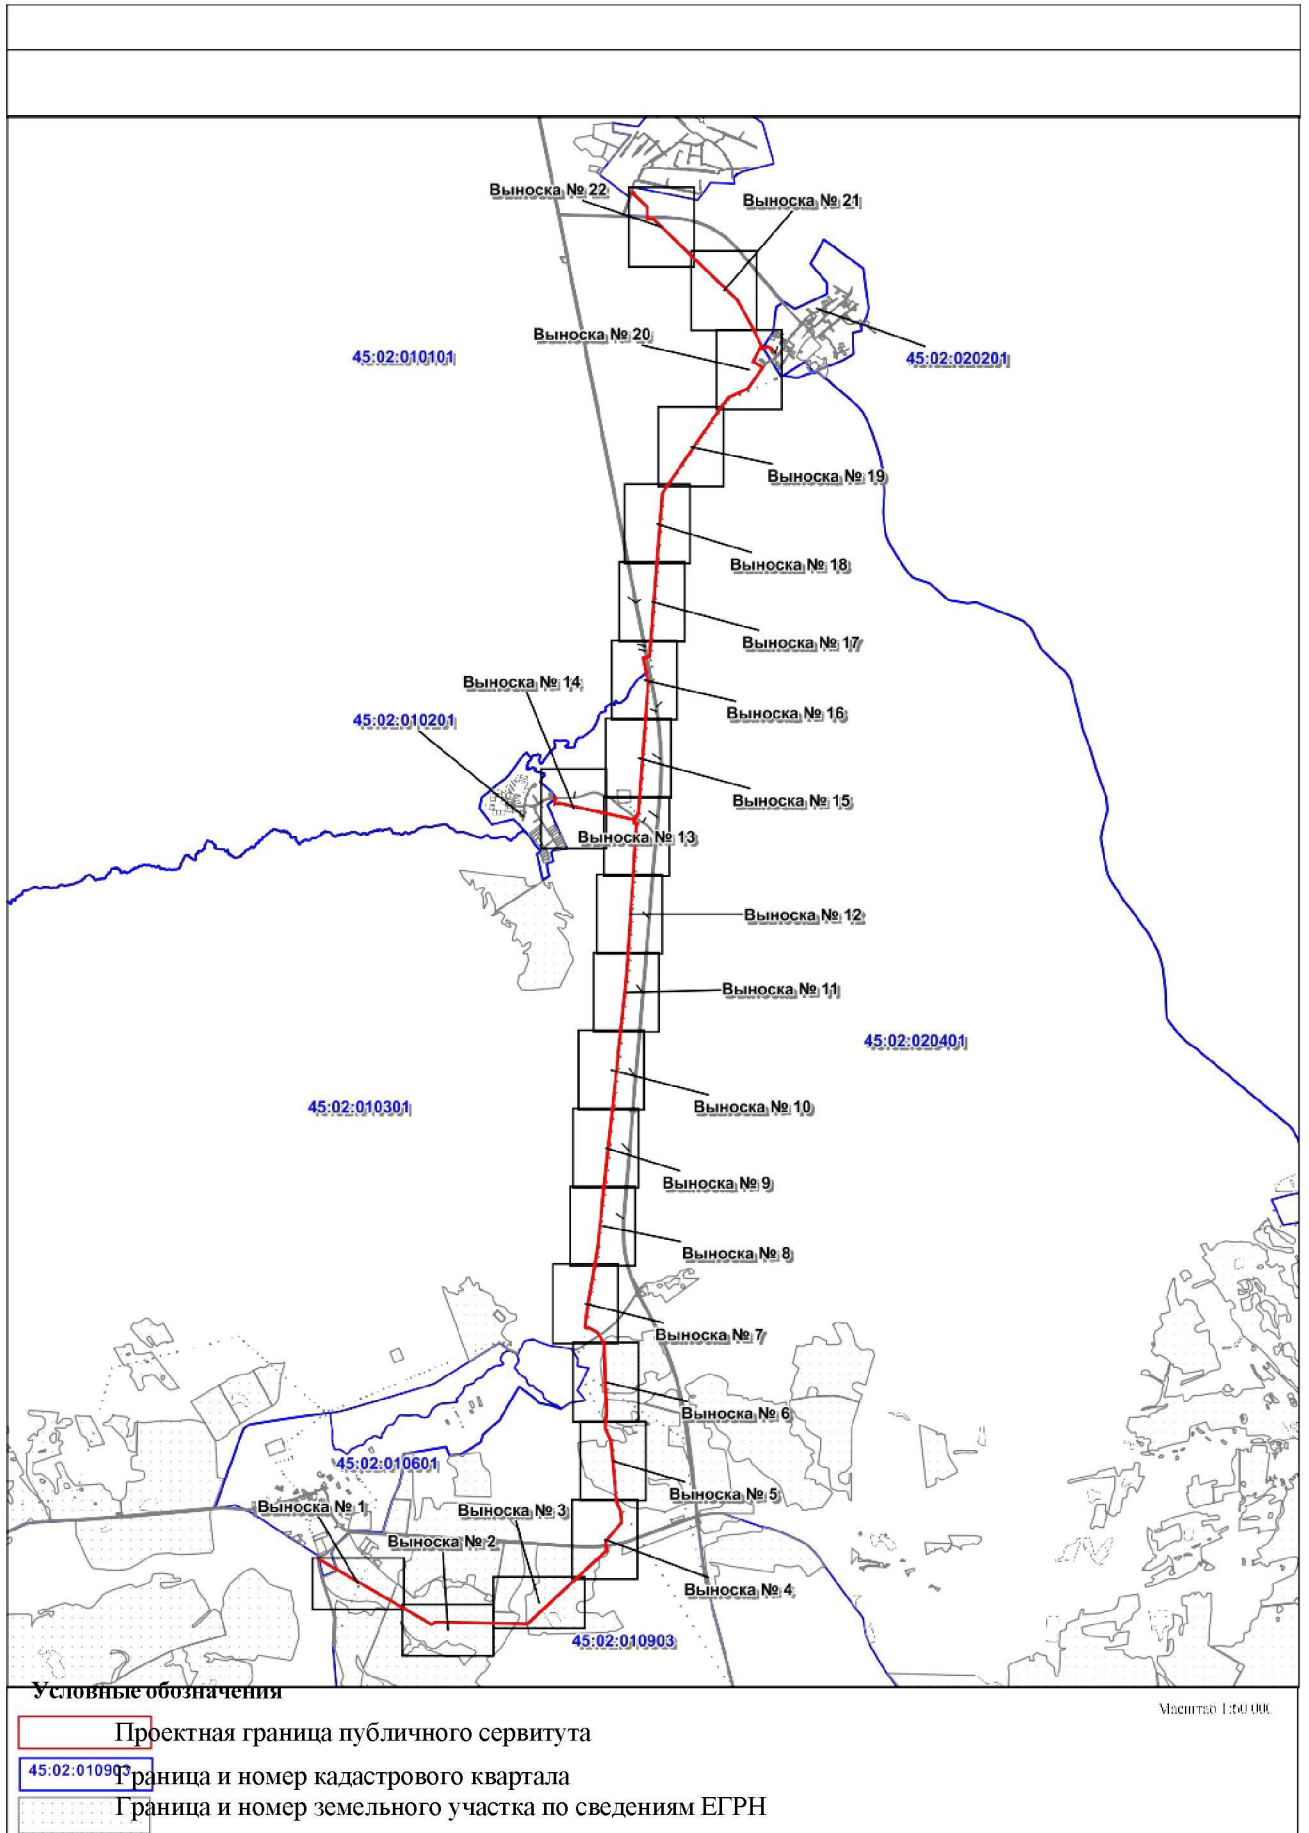 Выноска № 22
Выноска № 21
Выноска № 20
45:02:010101
45:02:020201
Выноска № 19
Выноска № 18
Выноска № 17
Выноска № 14
45:02:010201
Выноска № 16
Выноска № 15
Выноска № 13
Выноска № 12
Выноска № 11
45:02:020401
45:02:010301
Выноска № 10
Выноска № 9
Выноска № 8
Выноска № 7
Выноска № 6
45:02:010601
Выноска № 5
Выноска № 1
Выноска № 3
Выноска № 2
Выноска № 4
45:02:010903
Условные обозначения
Масштаб 1:60 000
Проектная граница публичного сервитута
45:02:010903
Граница и номер кадастрового квартала
Граница и номер земельного участка по сведениям ЕГРН